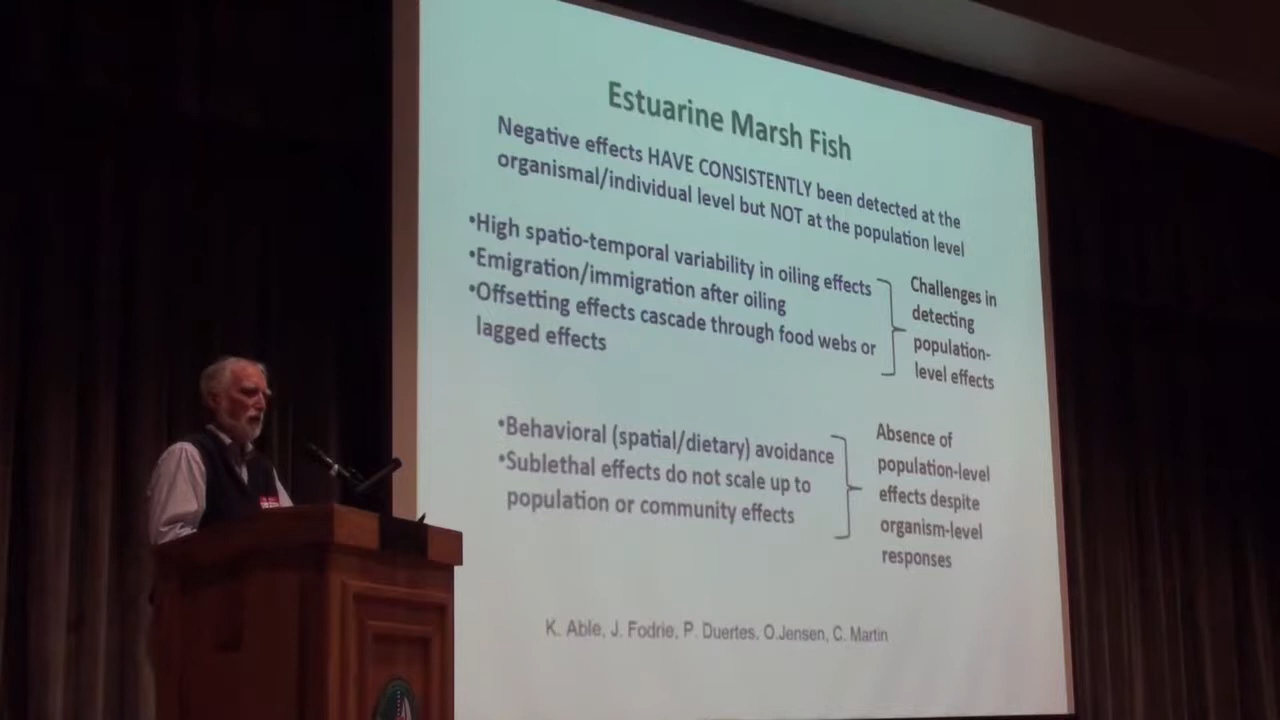 Estuarine Marsh Fish
Negative effects HAVE CONSISTENTLY been detected at the
organismal/individual level but NOT at the population level
•High spatio-temporal variability in oiling effects
•Emigration/immigration after oiling
•Offsetting effects cascade through food webs or
lagged effects
Challenges in
detecting
population-
level effects
•Behavioral (spatial/dietary) avoidance
•Sublethal effects do not scale up to
population or community effects
Absence of
population-level
effects despite
organism-level
responses
K. Able, J. Fodrie, P. Duertes, O.Jensen, C. Martin